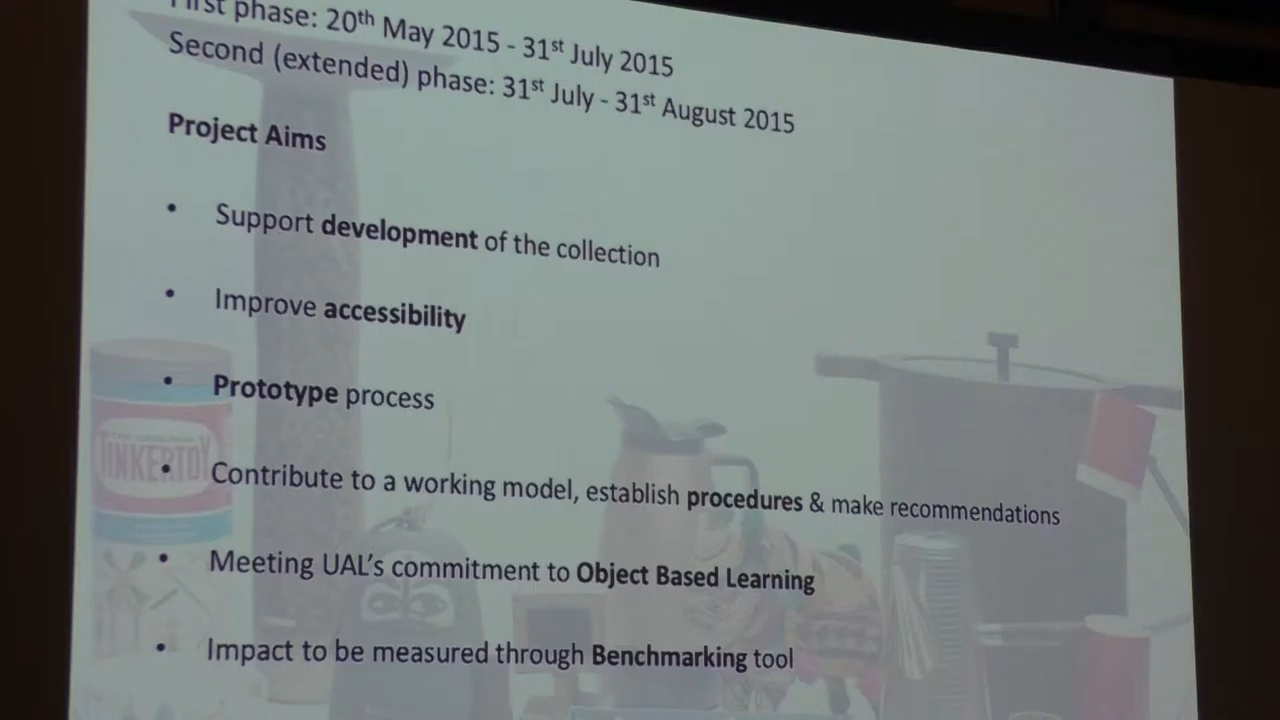 First phase: 20th May 2015 - 31st July 2015
Second (extended) phase: 31st July - 31st August 2015
Project Aims
• Support development of the collection
• Improve accessibility
• Prototype process
• Contribute to a working model, establish procedures & make recommendations
• Meeting UAL's commitment to Object Based Learning
• Impact to be measured through Benchmarking tool
THE ORIGINAL
TINKERTOY